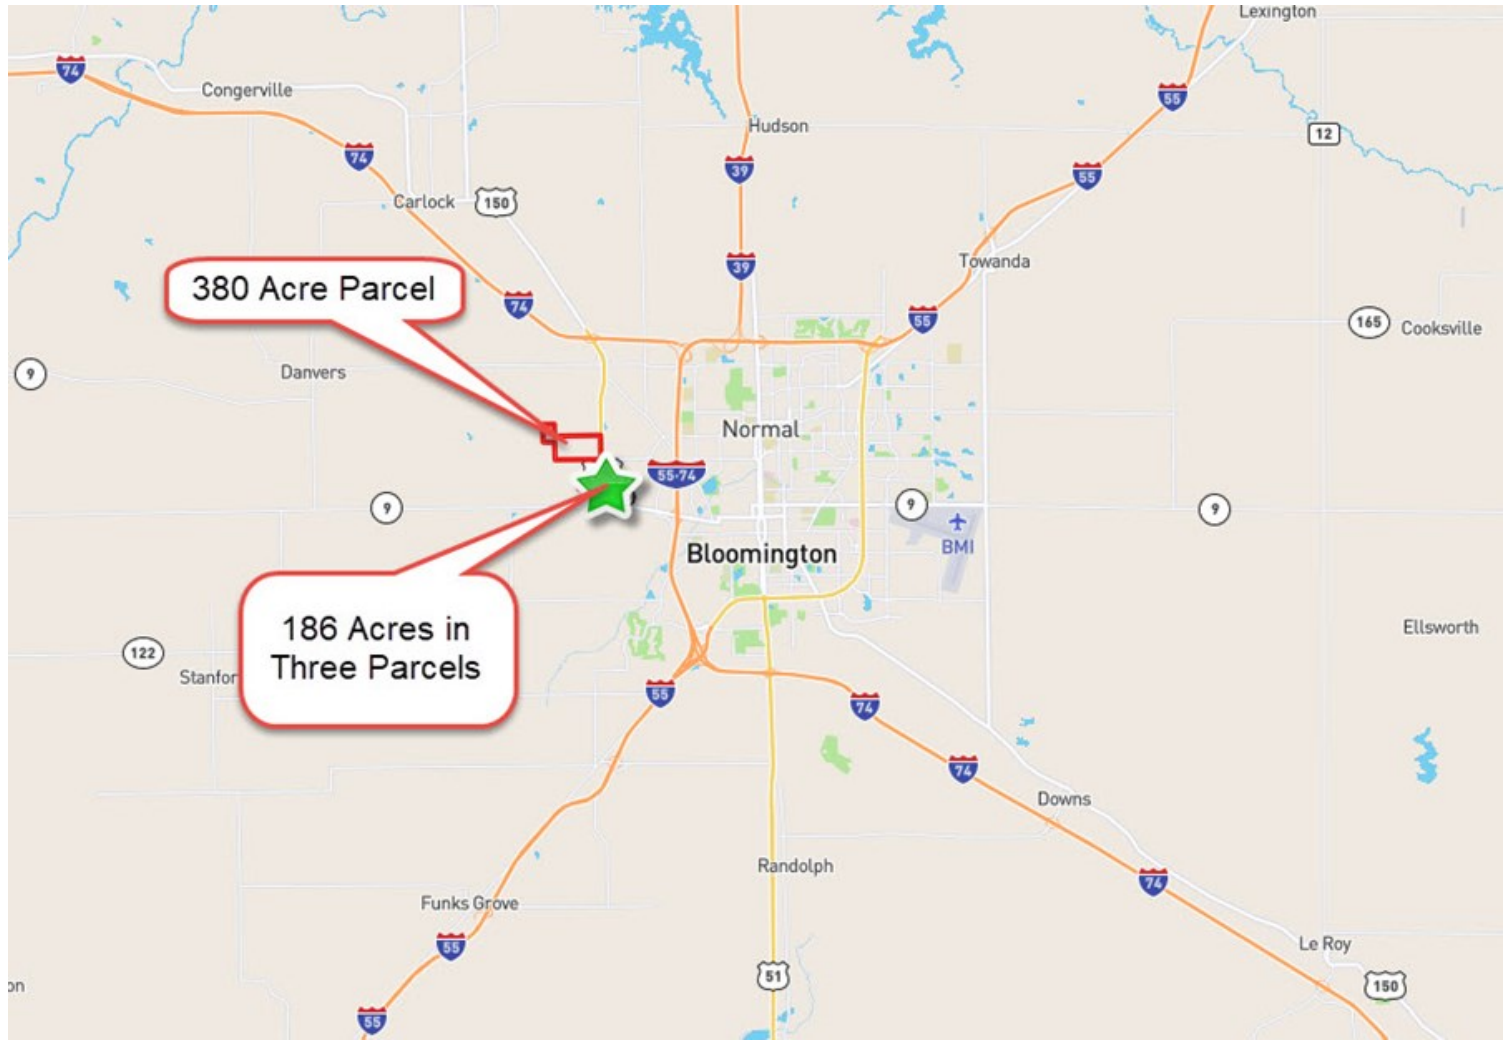 Lexington
74
Congerville
55
Hudson
12
74
39
55
Carlock
150
39
Towanda
380 Acre Parcel
74
55
165
Cooksville
9
Danvers
Normal
55-74
9
9
9
BMI
Bloomington
186 Acres in
Three Parcels
Ellsworth
122
Stanfor
55
74
74
Downs
Randolph
74
Funks Grove
55
Le Roy
51
150
on
55